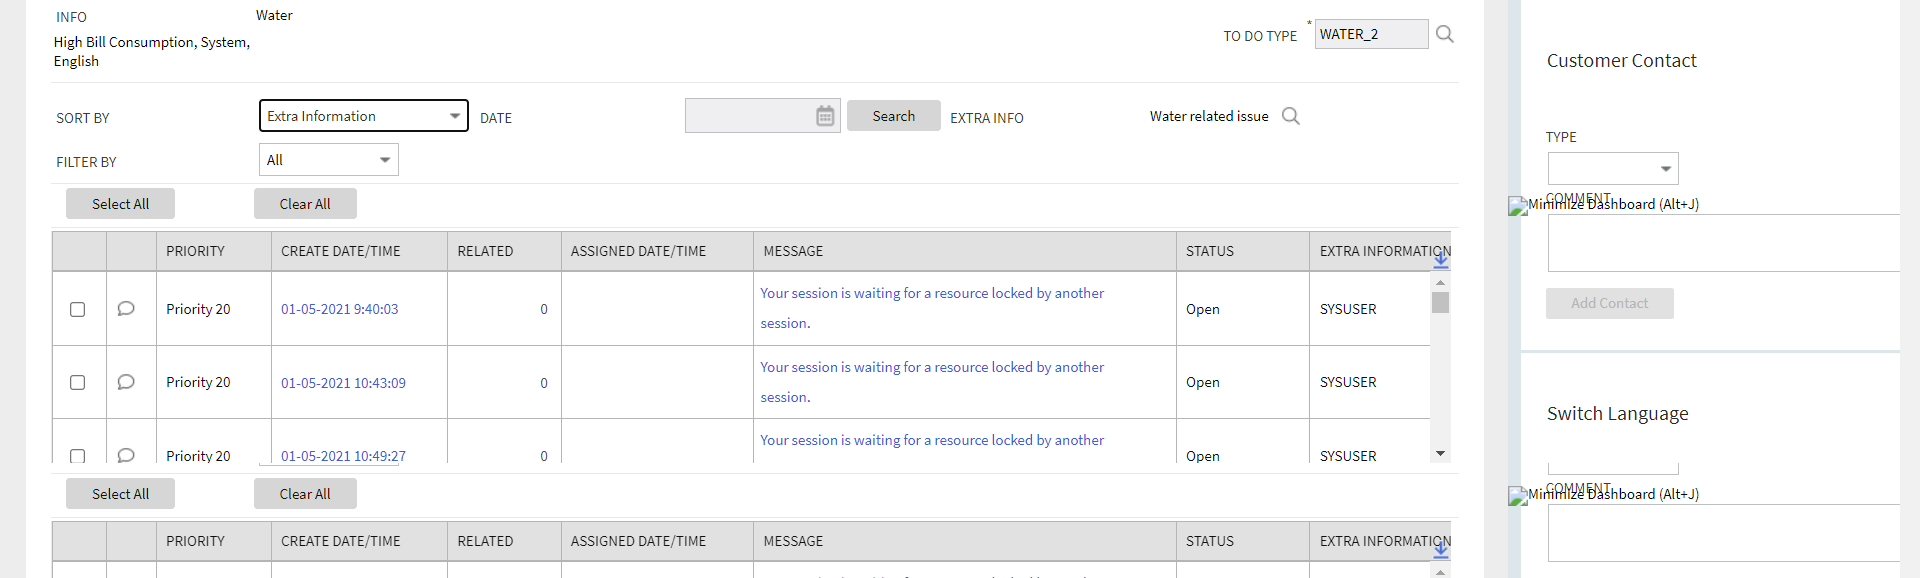 INFO
Water
High Bill Consumption, System,
English
TO DO TYPE * WATER_2
SORT BY Extra Information DATE Search EXTRA INFO Water related issue
FILTER BY All
Select All Clear All
PRIORITY CREATE DATE/TIME RELATED ASSIGNED DATE/TIME MESSAGE STATUS EXTRA INFORMATION
Priority 20 01-05-2021 9:40:03 0 Your session is waiting for a resource locked by another
session. Open SYSUSER
Priority 20 01-05-2021 10:43:09 0 Your session is waiting for a resource locked by another
session. Open SYSUSER
Priority 20 01-05-2021 10:49:27 0 Your session is waiting for a resource locked by another
Open SYSUSER
Select All Clear All
PRIORITY CREATE DATE/TIME RELATED ASSIGNED DATE/TIME MESSAGE STATUS EXTRA INFORMATION
Customer Contact
TYPE
COMMENT
Minimize Dashboard (Alt+J)
Add Contact
Switch Language
COMMENT
Minimize Dashboard (Alt+J)